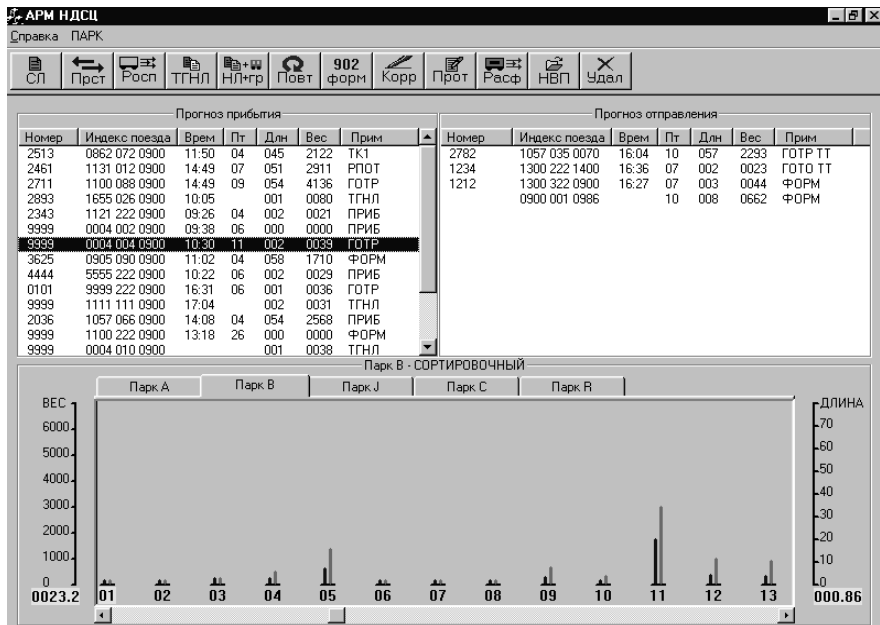 АРМ НДСЦ
Справка ПАРК
СЛ Прст Росп ТГНЛ НЛ+гр Повт 902 форм Корр Прот Расф НВП Удал
Прогноз прибытия
Номер Индекс поезда Врем Пт Длн Вес Прим
2513 0862 072 0900 11:50 04 045 2122 ТК1
2461 1131 012 0900 14:49 07 051 2911 РПОТ
2711 1100 088 0900 14:49 09 054 4136 ГОТР
2893 1655 026 0900 10:05 001 0080 ТГНЛ
2343 1121 222 0900 09:26 04 002 0021 ПРИБ
9999 0004 002 0900 09:38 06 000 0000 ПРИБ
9999 0004 004 0900 10:30 11 002 0039 ГОТР
3625 0905 090 0900 11:02 04 058 1710 ФОРМ
4444 5555 222 0900 10:22 06 002 0029 ПРИБ
0101 9999 222 0900 16:31 06 001 0036 ГОТР
9999 1111 111 0900 17:04 002 0031 ТГНЛ
2036 1057 066 0900 14:08 04 054 2568 ПРИБ
9999 1100 222 0900 13:18 26 000 0000 ФОРМ
9999 0004 010 0900 001 0038 ТГНЛ
Прогноз отправления
Номер Индекс поезда Врем Пт Длн Вес Прим
2782 1057 035 0070 16:04 10 057 2293 ГОТР ТТ
1234 1300 222 1400 16:36 07 002 0023 ГОТО ТТ
1212 1300 322 0900 16:27 07 003 0044 ФОРМ
0900 001 0986 10 008 0662 ФОРМ
Парк В - СОРТИРОВОЧНЫЙ
Парк A Парк B Парк J Парк C Парк R
ВЕС
6000
5000
4000
3000
2000
1000
0
0023.2
01 02 03 04 05 06 07 08 09 10 11 12 13
ДЛИНА
70
60
50
40
30
20
10
0
000.86